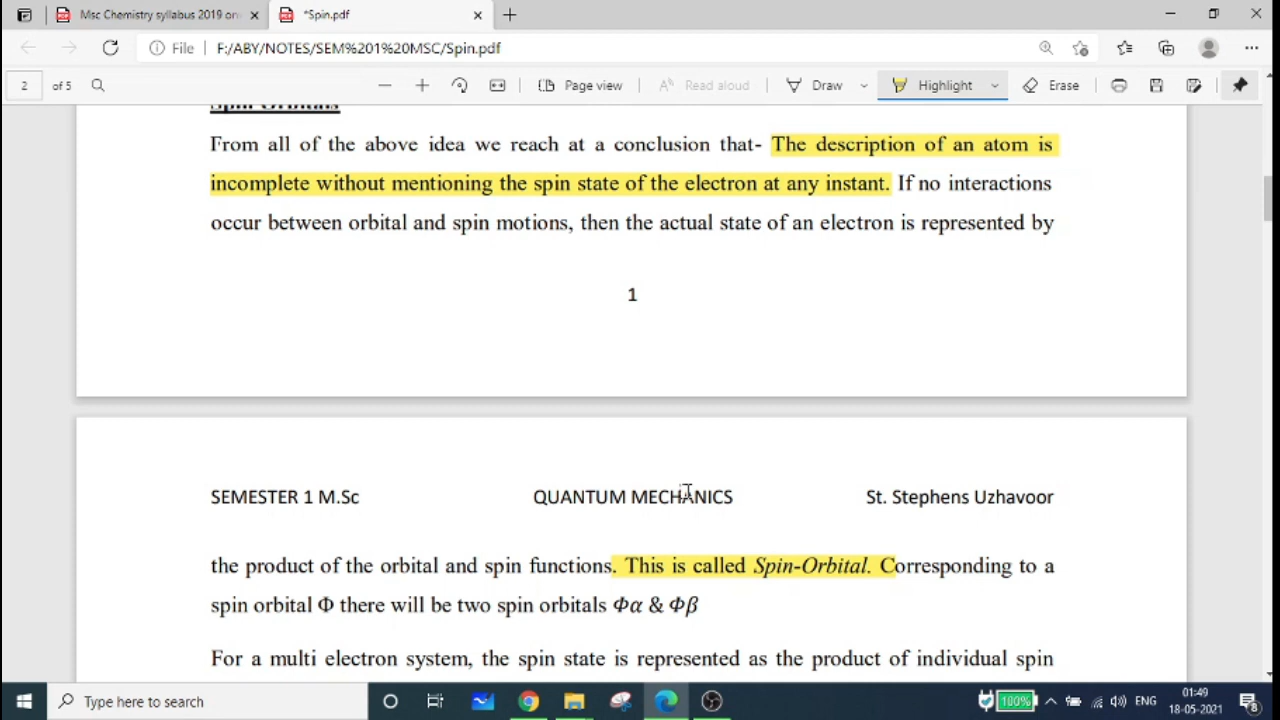 Msc Chemistry syllabus 2019 on
*Spin.pdf
File
F:/ABY/NOTES/SEM%201%20MSC/Spin.pdf
2 of 5
Page view
Read aloud
Draw
Highlight
Erase
Spin Orbitals
From all of the above idea we reach at a conclusion that- The description of an atom is
incomplete without mentioning the spin state of the electron at any instant. If no interactions
occur between orbital and spin motions, then the actual state of an electron is represented by
1
SEMESTER 1 M.Sc
QUANTUM MECHANICS
St. Stephens Uzhavoor
the product of the orbital and spin functions. This is called Spin-Orbital. Corresponding to a
spin orbital Φ there will be two spin orbitals Φα & Φβ
For a multi electron system, the spin state is represented as the product of individual spin
Type here to search
100%
ENG
01:49
18-05-2021
8